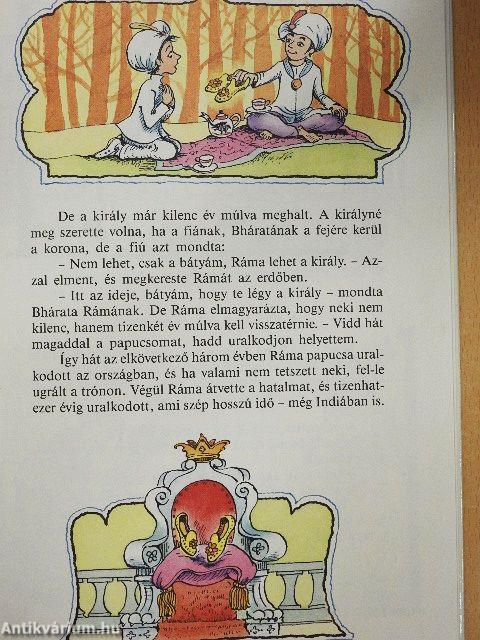 De a király már kilenc év múlva meghalt. A királyné
meg szerette volna, ha a fiának, Bháratának a fejére kerül
a korona, de a fiú azt mondta:
– Nem lehet, csak a bátyám, Ráma lehet a király. – Az-
zal elment, és megkereste Rámát az erdőben.
– Itt az ideje, bátyám, hogy te légy a király – mondta
Bhárata Rámának. De Ráma elmagyarázta, hogy neki nem
kilenc, hanem tizenkét év múlva kell visszatérnie. – Vidd hát
magaddal a papucsomat, hadd uralkodjon helyettem.
Így hát az elkövetkező három évben Ráma papucsa ural-
kodott az országban, és ha valami nem tetszett neki, fel-le
ugrált a trónon. Végül Ráma átvette a hatalmat, és tizenhat-
ezer évig uralkodott, ami szép hosszú idő – még Indiában is.
Antikvárium.hu